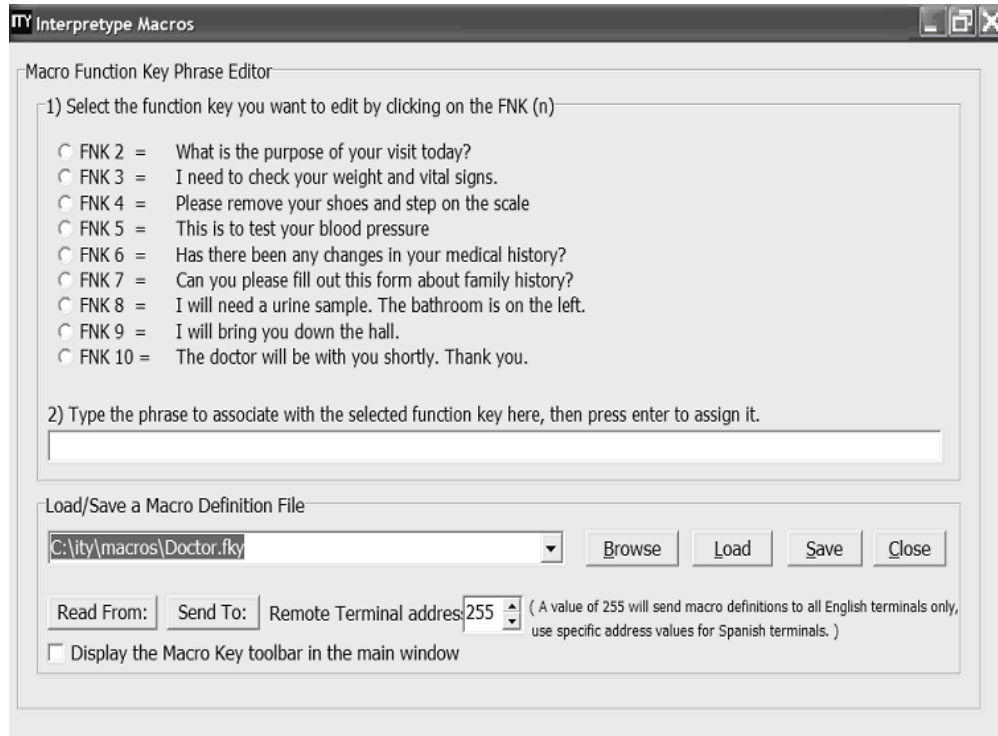 ITY Interpretype Macros
Macro Function Key Phrase Editor
1) Select the function key you want to edit by clicking on the FNK (n)
FNK 2 = What is the purpose of your visit today?
FNK 3 = I need to check your weight and vital signs.
FNK 4 = Please remove your shoes and step on the scale
FNK 5 = This is to test your blood pressure
FNK 6 = Has there been any changes in your medical history?
FNK 7 = Can you please fill out this form about family history?
FNK 8 = I will need a urine sample. The bathroom is on the left.
FNK 9 = I will bring you down the hall.
FNK 10 = The doctor will be with you shortly. Thank you.
2) Type the phrase to associate with the selected function key here, then press enter to assign it.
Load/Save a Macro Definition File
C:\ity\macros\Doctor.fky Browse Load Save Close
Read From: Send To: Remote Terminal addres 255 ( A value of 255 will send macro definitions to all English terminals only,
use specific address values for Spanish terminals. )
Display the Macro Key toolbar in the main window